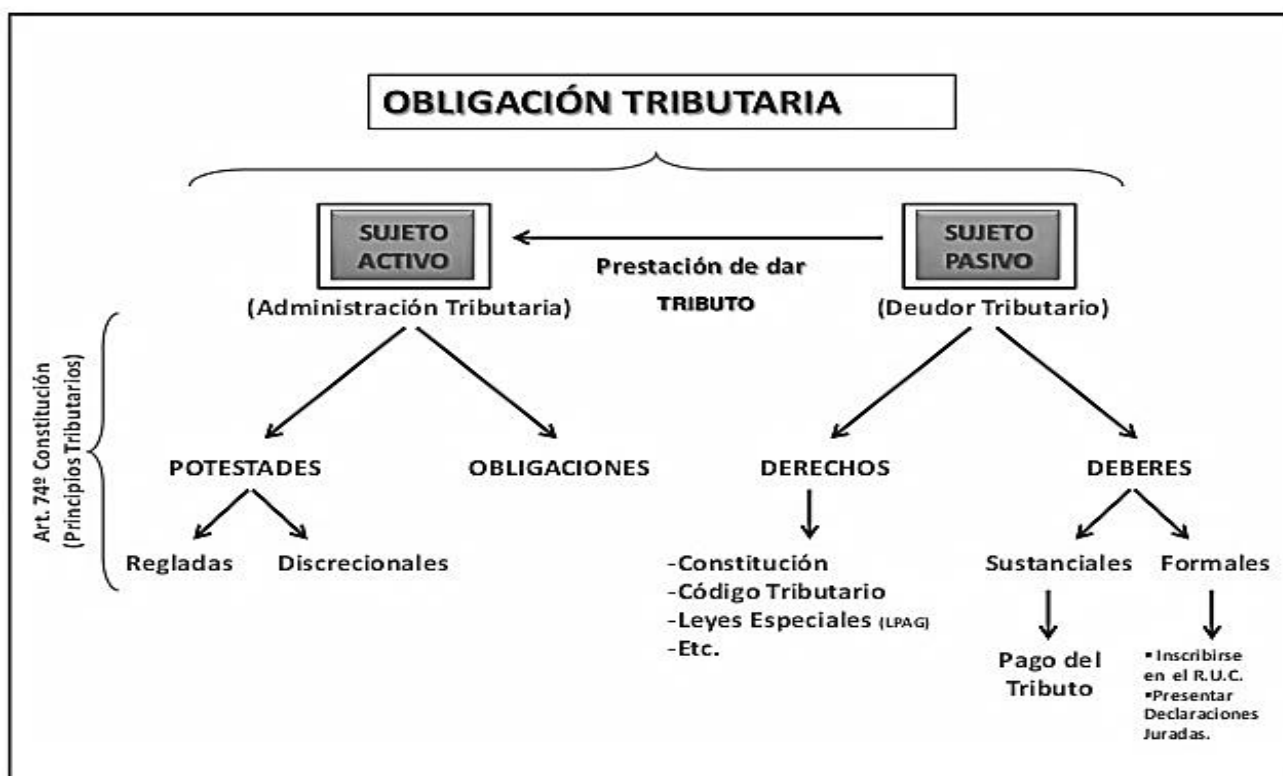 OBLIGACIÓN TRIBUTARIA
SUJETO
ACTIVO
SUJETO
PASIVO
Prestación de dar
TRIBUTO
(Administración Tributaria)
(Deudor Tributario)
Art. 74º Constitución
(Principios Tributarios)
POTESTADES
OBLIGACIONES
DERECHOS
DEBERES
Regladas
Discrecionales
-Constitución
-Código Tributario
-Leyes Especiales (LPAG)
-Etc.
Sustanciales
Formales
Pago del
Tributo
▪ Inscribirse
en el R.U.C.
▪Presentar
Declaraciones
Juradas.